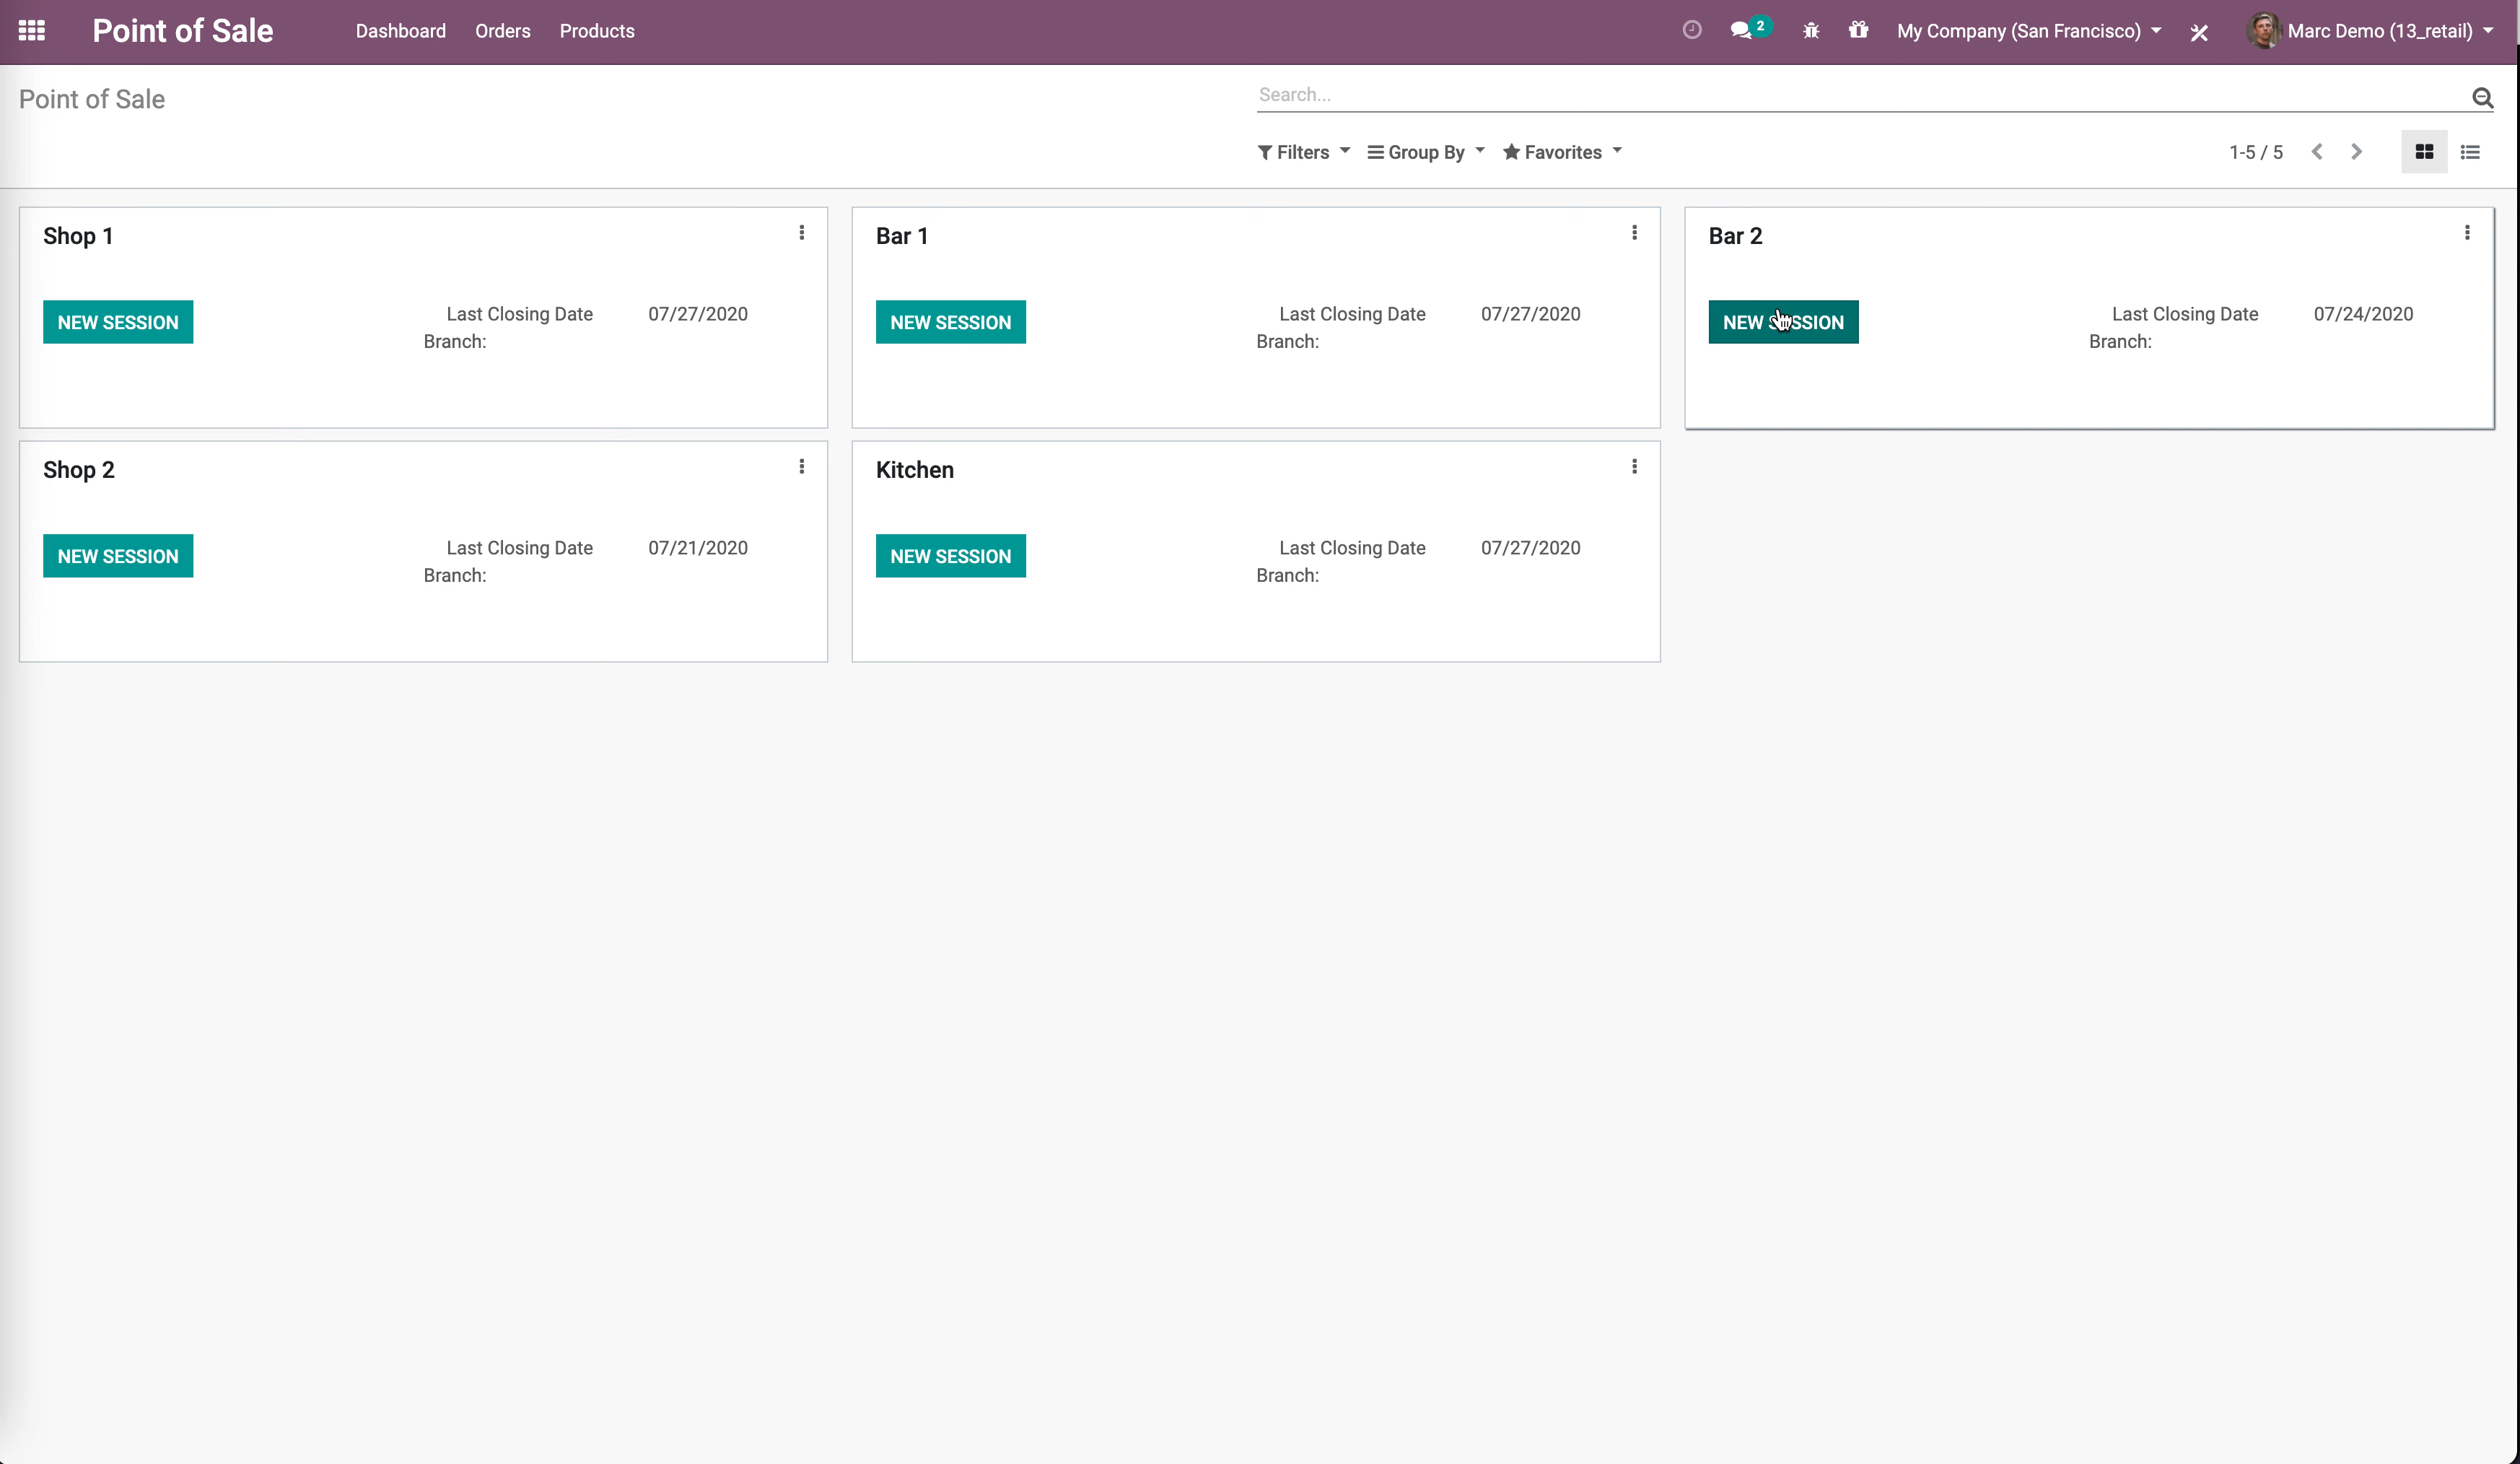 Point of Sale
Dashboard Orders Products
2
My Company (San Francisco)
Marc Demo (13_retail)
Point of Sale
Search...
Filters Group By Favorites
1-5 / 5
Shop 1
NEW SESSION
Last Closing Date 07/27/2020
Branch:
Bar 1
NEW SESSION
Last Closing Date 07/27/2020
Branch:
Bar 2
NEW SESSION
Last Closing Date 07/24/2020
Branch:
Shop 2
NEW SESSION
Last Closing Date 07/21/2020
Branch:
Kitchen
NEW SESSION
Last Closing Date 07/27/2020
Branch: